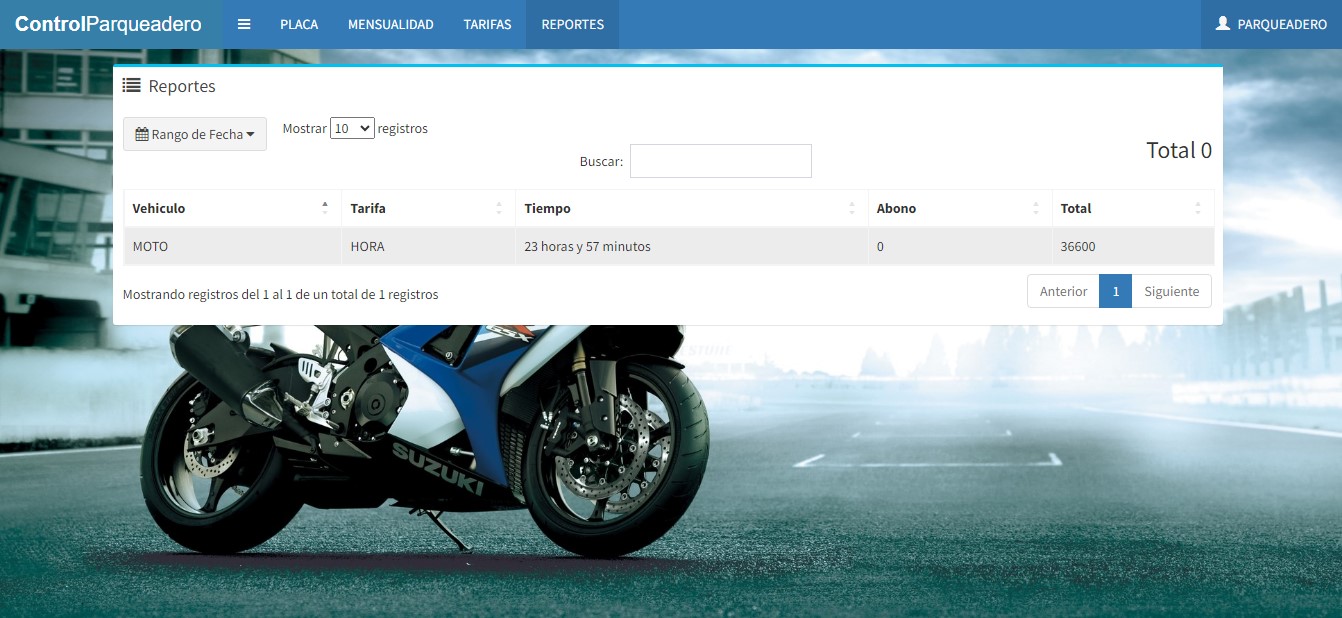 ControlParqueadero
PLACA
MENSUALIDAD
TARIFAS
REPORTES
PARQUEADERO
Reportes
Rango de Fecha
Mostrar 10 registros
Buscar:
Total 0
Vehiculo Tarifa Tiempo Abono Total
MOTO HORA 23 horas y 57 minutos 0 36600
Mostrando registros del 1 al 1 de un total de 1 registros
Anterior 1 Siguiente
GSX
SUZUKI